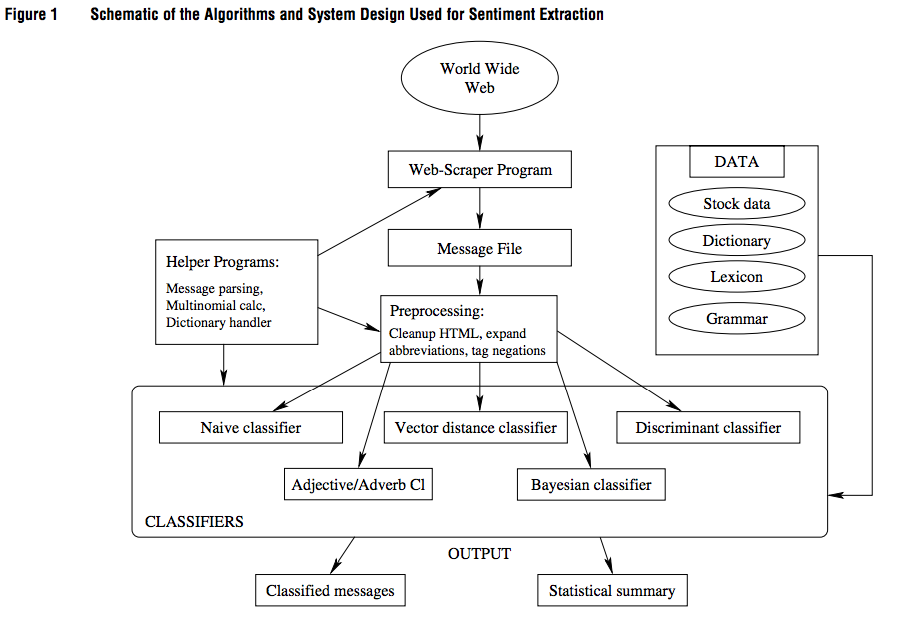 Figure 1 Schematic of the Algorithms and System Design Used for Sentiment Extraction
World Wide
Web
Web-Scraper Program
Message File
Helper Programs:
Message parsing,
Multinomial calc,
Dictionary handler
Preprocessing:
Cleanup HTML, expand
abbreviations, tag negations
DATA
Stock data
Dictionary
Lexicon
Grammar
Naive classifier
Vector distance classifier
Discriminant classifier
Adjective/Adverb Cl
Bayesian classifier
CLASSIFIERS
OUTPUT
Classified messages
Statistical summary